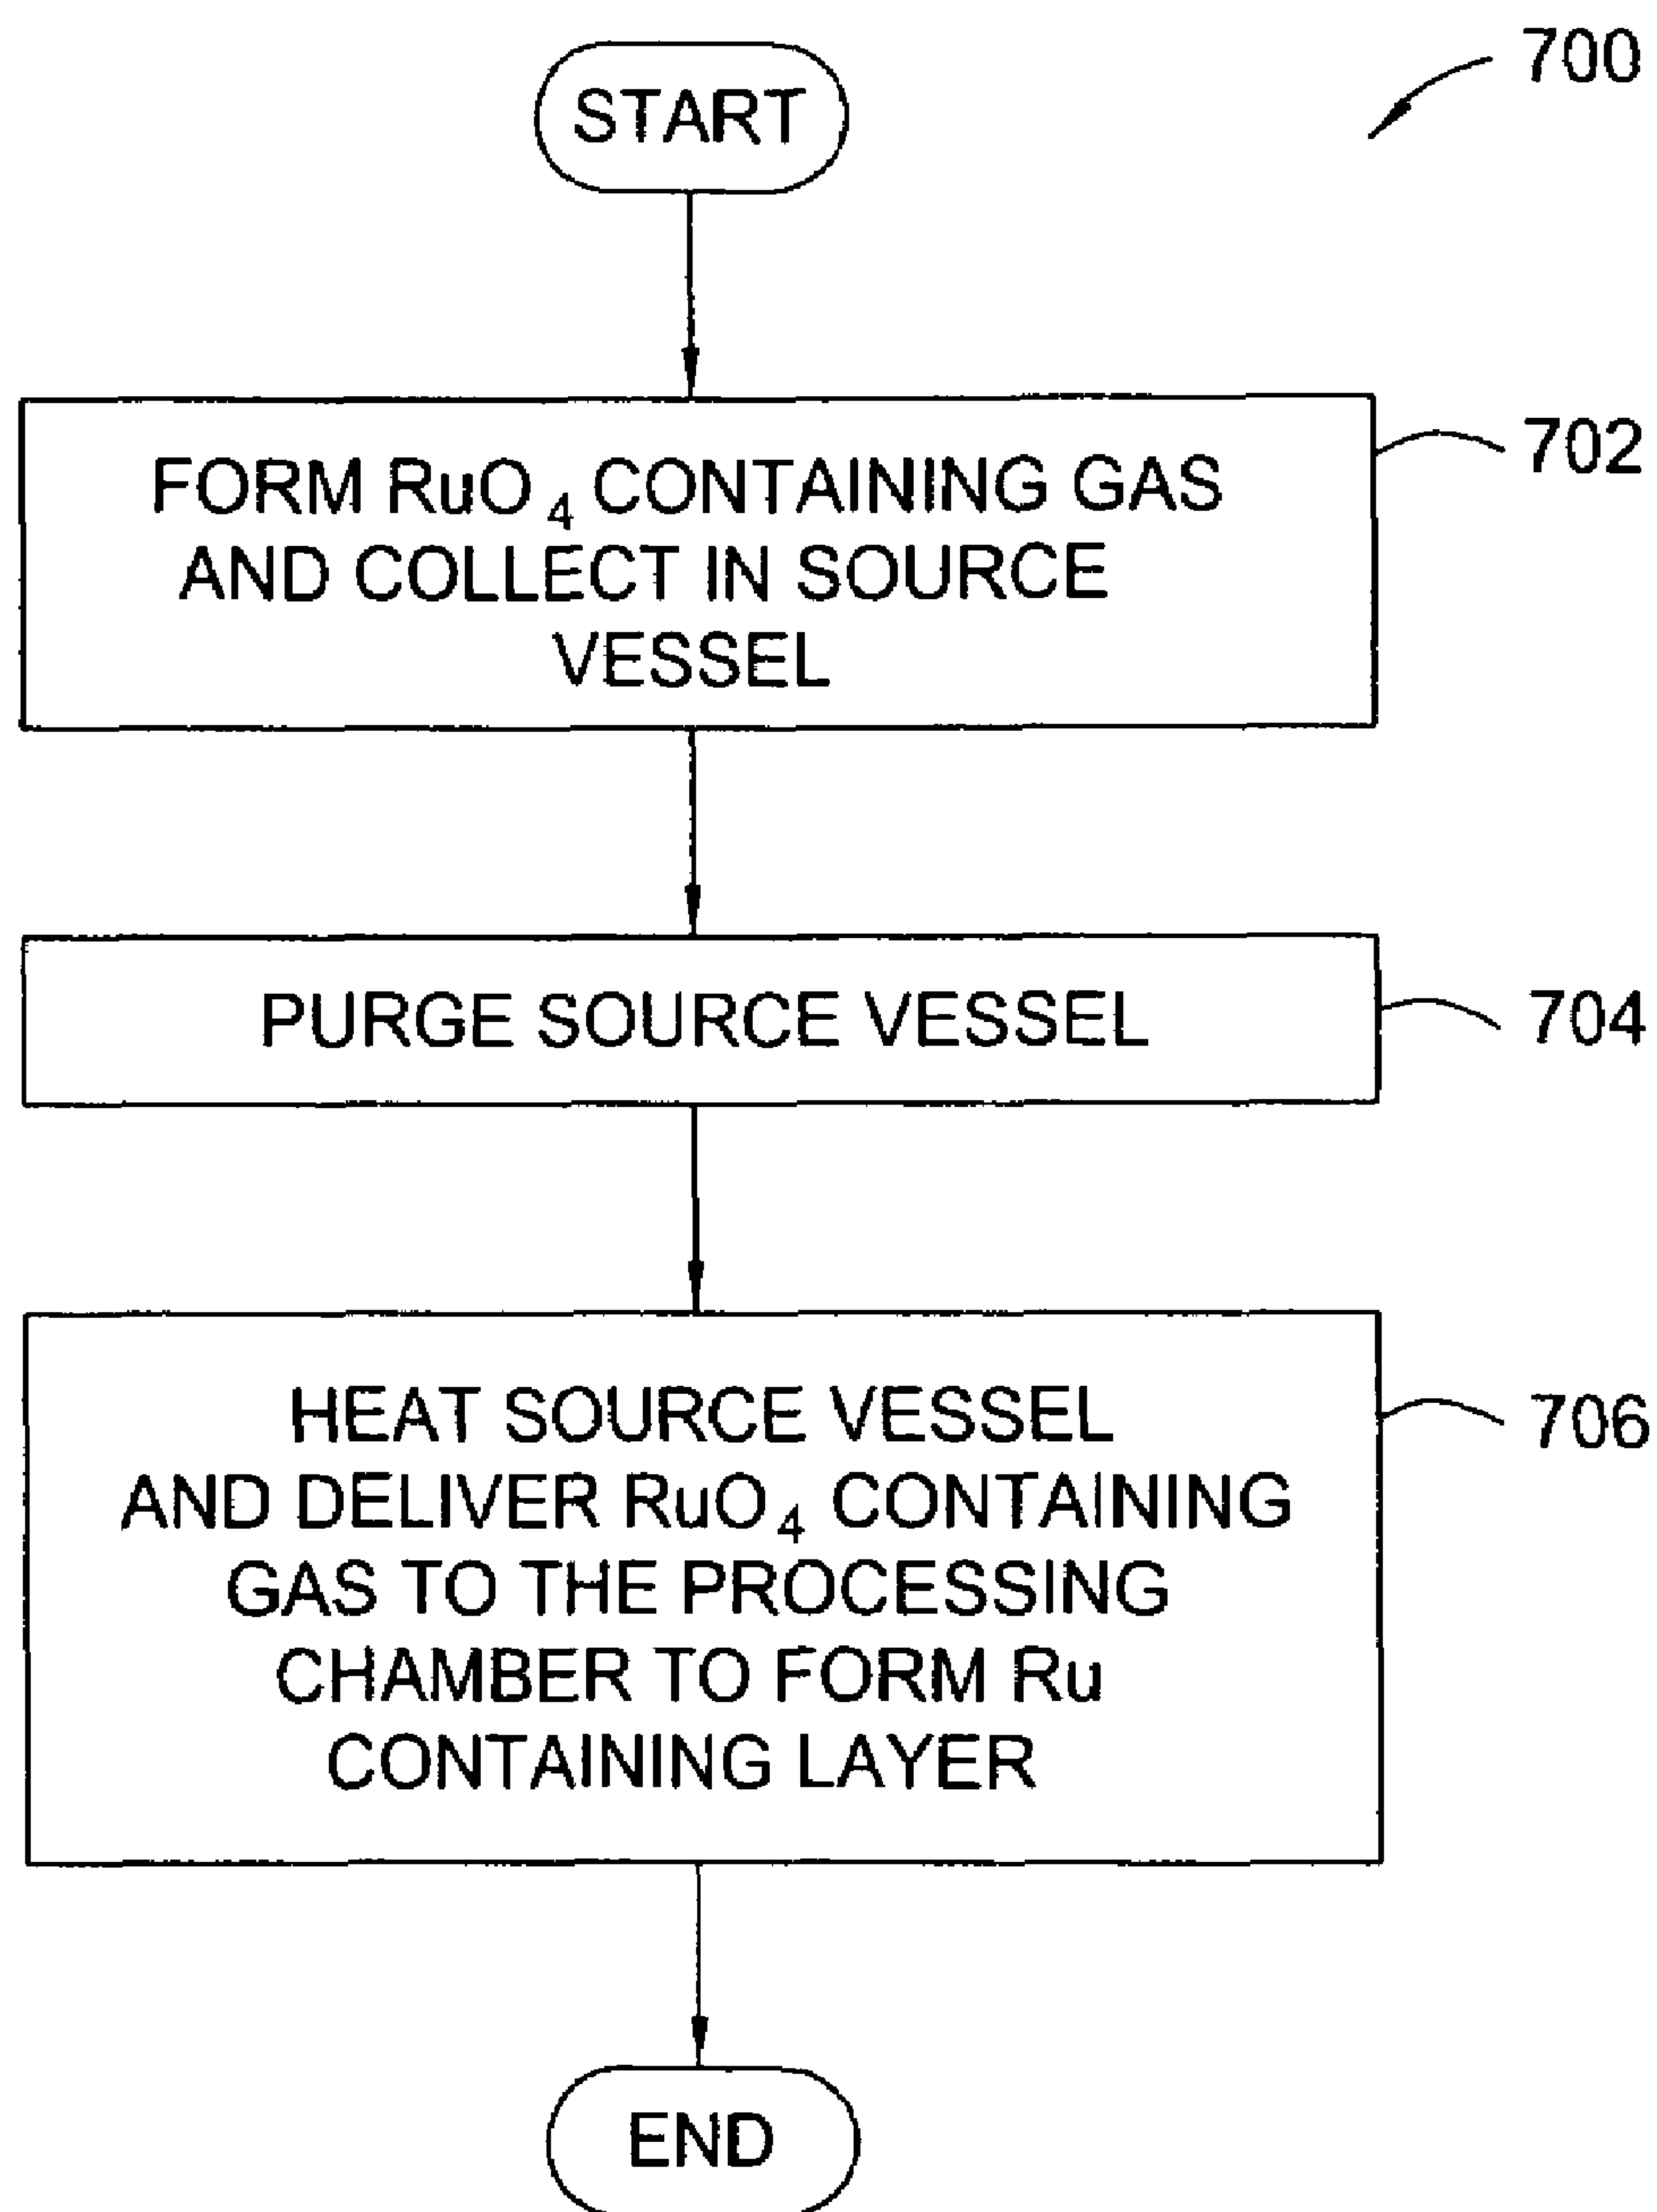 START
700
FORM RuO4 CONTAINING GAS
AND COLLECT IN SOURCE
VESSEL
702
PURGE SOURCE VESSEL
704
HEAT SOURCE VESSEL
AND DELIVER RuO4 CONTAINING
GAS TO THE PROCESSING
CHAMBER TO FORM Ru
CONTAINING LAYER
706
END